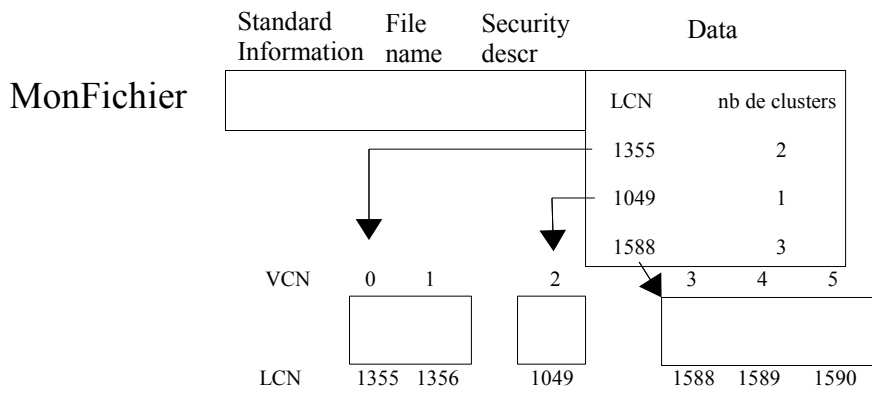 Standard Information
File name
Security descr
Data
MonFichier
LCN nb de clusters
1355 2
1049 1
1588 3
VCN 0 1 2 3 4 5
LCN 1355 1356 1049 1588 1589 1590